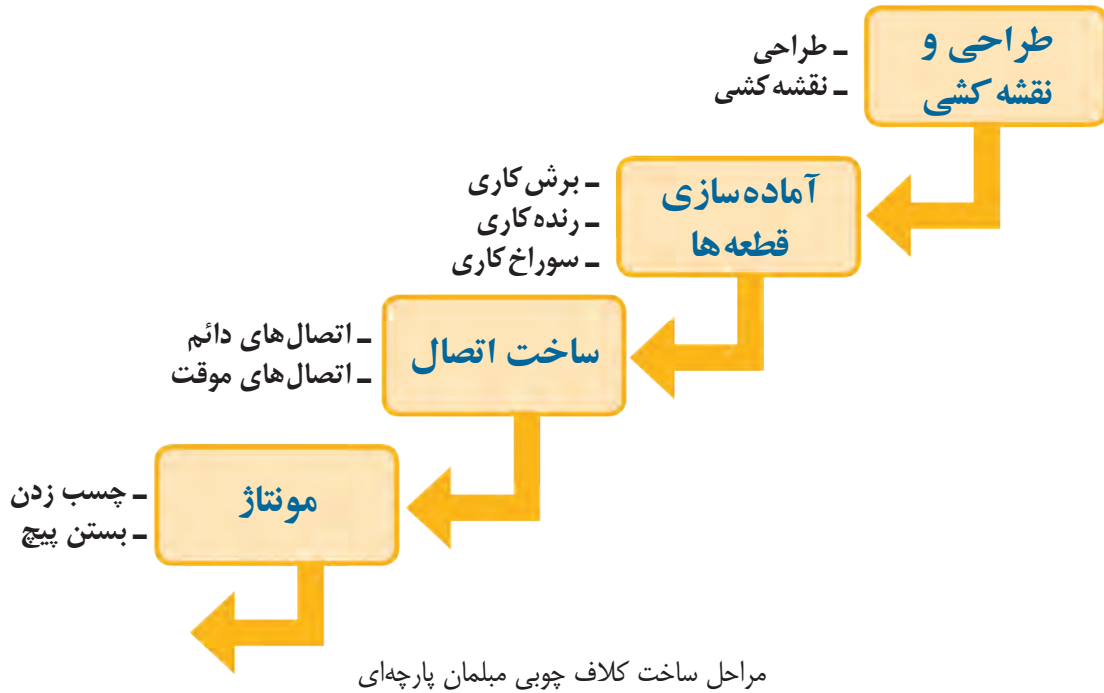 طراحی و
نقشه کشی
ـ طراحی
ـ نقشه‌کشی
آماده‌سازی
قطعه‌ها
ـ برش‌کاری
ـ رنده‌کاری
ـ سوراخ‌کاری
ساخت اتصال
ـ اتصال‌های دائم
ـ اتصال‌های موقت
مونتاژ
ـ چسب زدن
ـ بستن پیچ
مراحل ساخت کلاف چوبی مبلمان پارچه‌ای